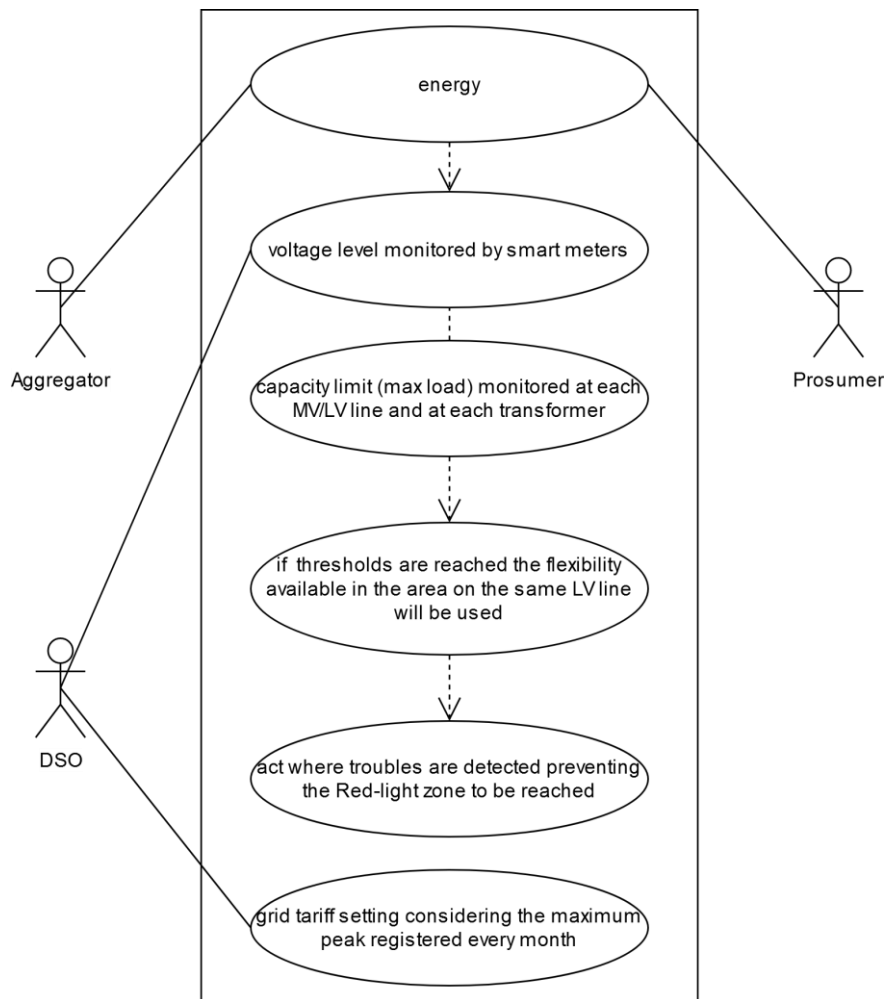 energy
voltage level monitored by smart meters
Aggregator
Prosumer
capacity limit (max load) monitored at each
MV/LV line and at each transformer
if thresholds are reached the flexibility
available in the area on the same LV line
will be used
DSO
act where troubles are detected preventing
the Red-light zone to be reached
grid tariff setting considering the maximum
peak registered every month